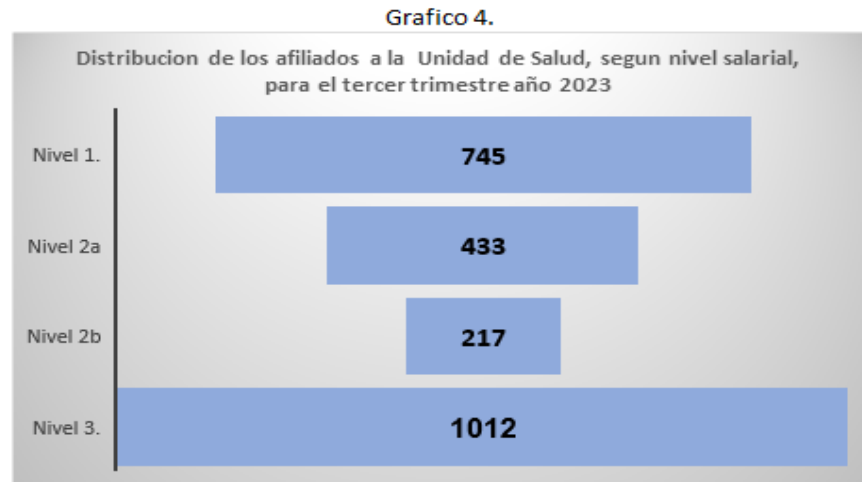 Grafico 4.
Distribucion de los afiliados a la Unidad de Salud, segun nivel salarial,
para el tercer trimestre año 2023
Nivel 1.
745
Nivel 2a
433
Nivel 2b
217
Nivel 3.
1012